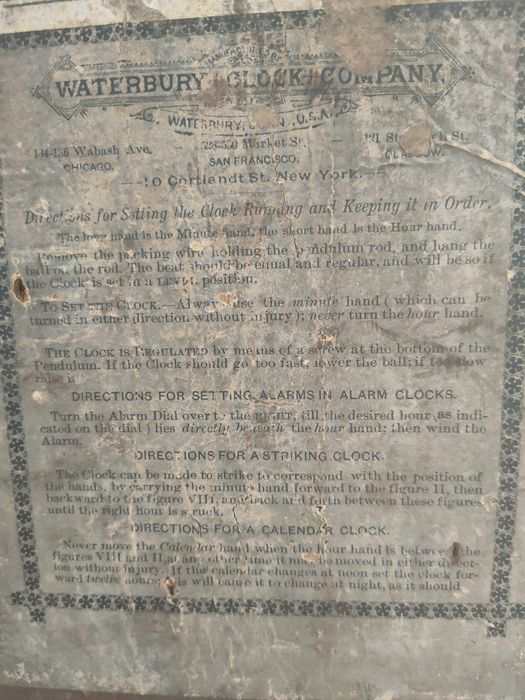 MANUFACTURED BY
WATERBURY CLOCK COMPANY,
WATERBURY, CONN., U.S.A.
134-136 Wabash Ave.
CHICAGO.
Market St.
SAN FRANCISCO.
131 St.
GLASGOW.
10 Cortlandt St. New York.
Directions for Setting the Clock Running and Keeping it in Order.
The long hand is the Minute hand, the short hand is the Hour hand.
Remove the packing wire holding the pendulum rod, and hang the
ball on the rod. The beat should be equal and regular, and will be so if
the Clock is set in a LEVEL position.
TO SET THE CLOCK.—Always use the minute hand ( which can be
turned in either direction without injury ); never turn the hour hand.
THE CLOCK IS REGULATED by means of a screw at the bottom of the
Pendulum. If the Clock should go too fast, lower the ball; if too slow
raise it
DIRECTIONS FOR SETTING ALARMS IN ALARM CLOCKS.
Turn the Alarm Dial over to the RIGHT, till the desired hour (as indi-
cated on the dial ) lies directly beneath the hour hand; then wind the
Alarm.
DIRECTIONS FOR A STRIKING CLOCK.
The Clock can be made to strike to correspond with the position of
the hands, by carrying the minute hand forward to the figure II, then
backward to the figure VIII, and back and forth between these figures,
until the right hour is struck.
DIRECTIONS FOR A CALENDAR CLOCK.
Never move the Calendar hand when the hour hand is between the
figures VIII and II, at any other time it may be moved in either direct-
ion without injury. If the calendar changes at noon set the clock for-
ward twelve hours; this will cause it to change at night, as it should